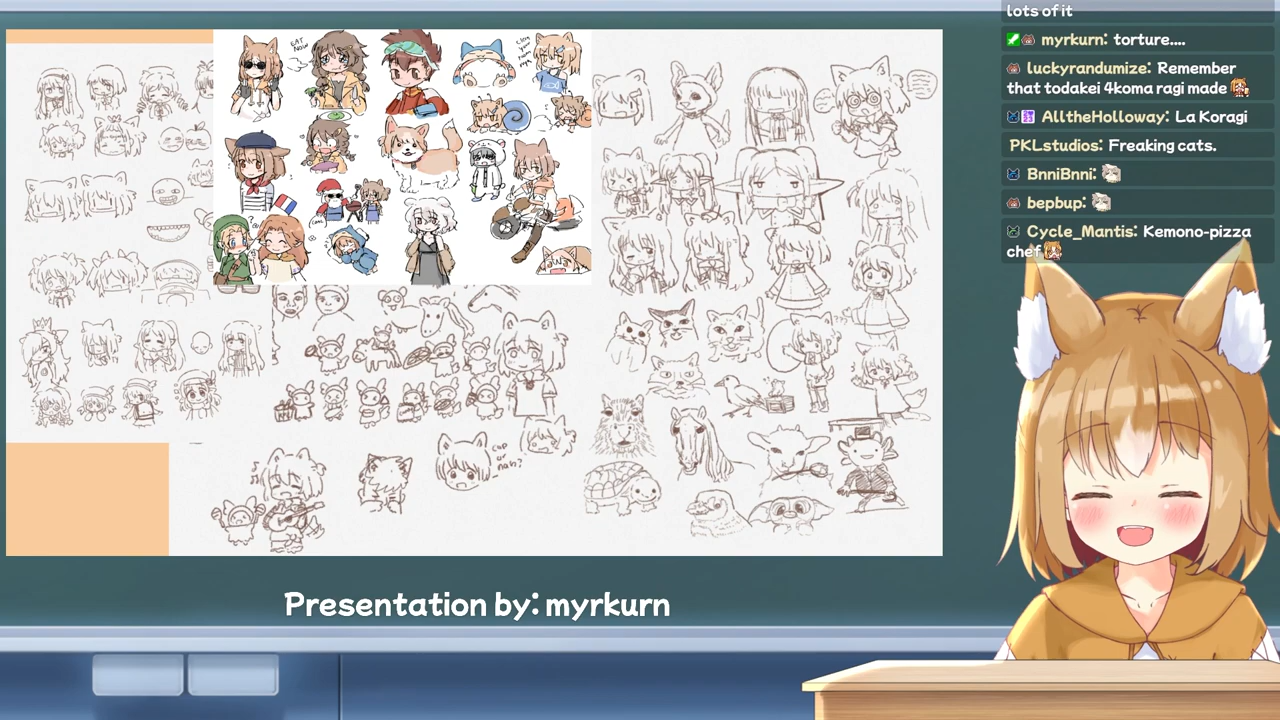 lots of it
myrkurn: torture....
luckyrandumize: Remember
that todakei 4koma ragi made
AlltheHolloway: La Koragi
PKLstudios: Freaking cats.
BnniBnni:
bepbup:
Cycle_Mantis: Kemono-pizza
chef
EAT
NOW
cup
or
nah?
Presentation by: myrkurn